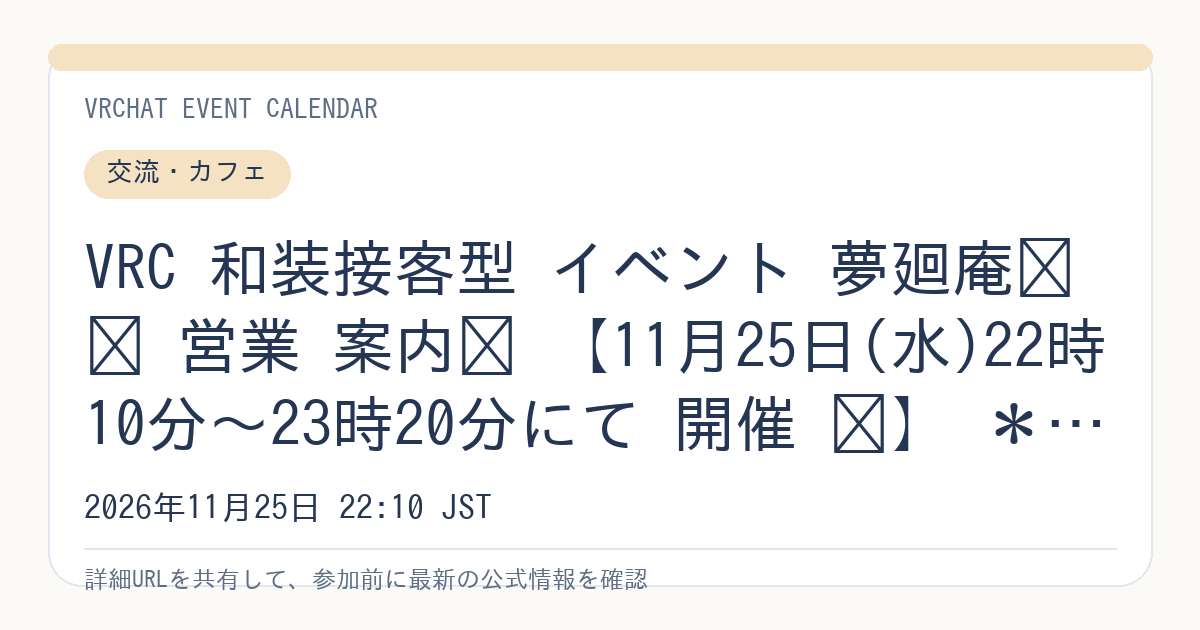 VRCHAT EVENT CALENDAR
交流・カフェ
VRC 和装接客型 イベント 夢廻庵
営業 案内 【11月25日(水)22時
10分～23時20分にて 開催 】 ＊…
2026年11月25日 22:10 JST
詳細URLを共有して、参加前に最新の公式情報を確認